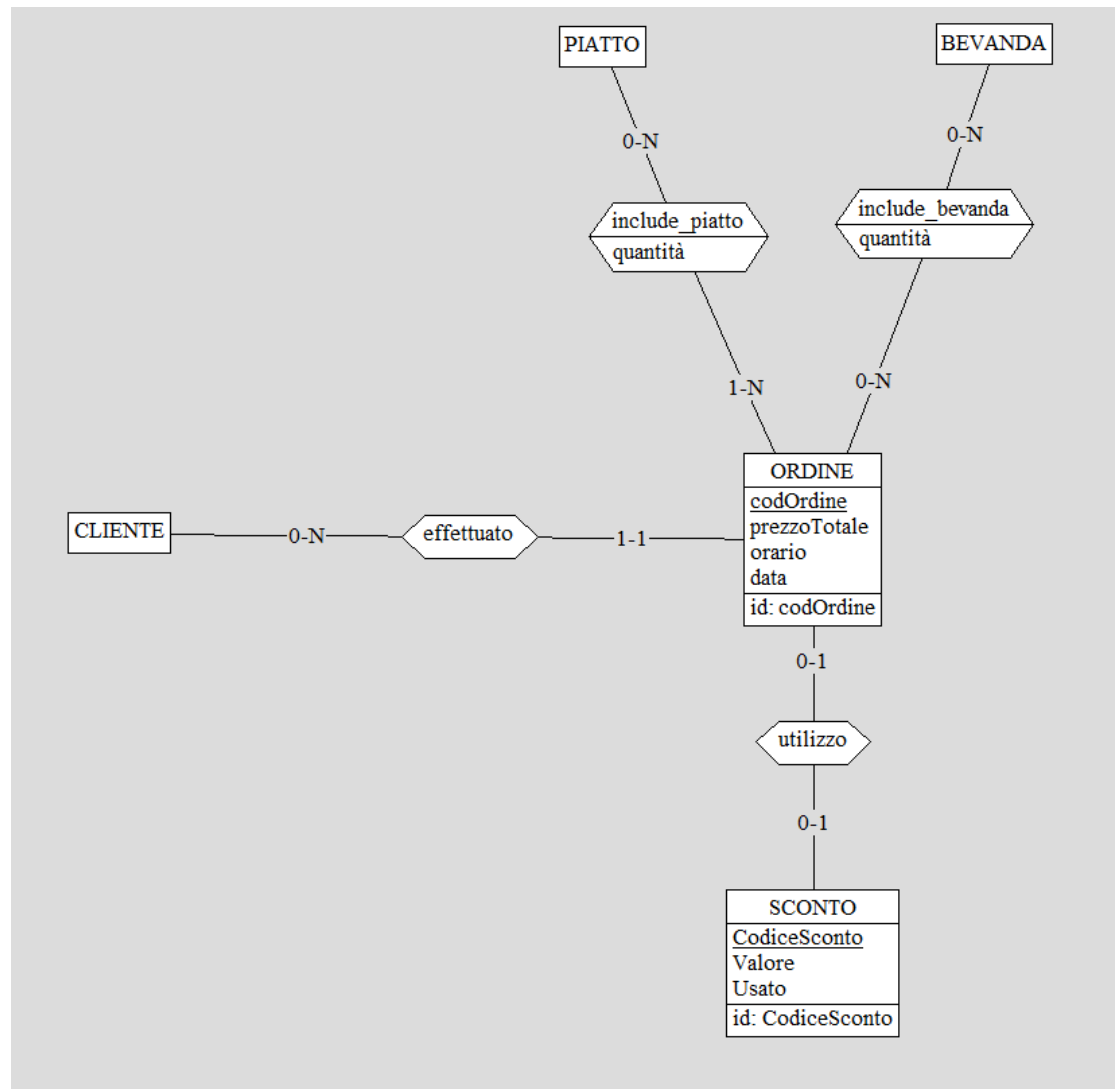 PIATTO
BEVANDA
0-N
0-N
include_piatto
quantità
include_bevanda
quantità
1-N
0-N
CLIENTE
0-N
effettuato
1-1
ORDINE
codOrdine
prezzoTotale
orario
data
id: codOrdine
0-1
utilizzo
0-1
SCONTO
CodiceSconto
Valore
Usato
id: CodiceSconto